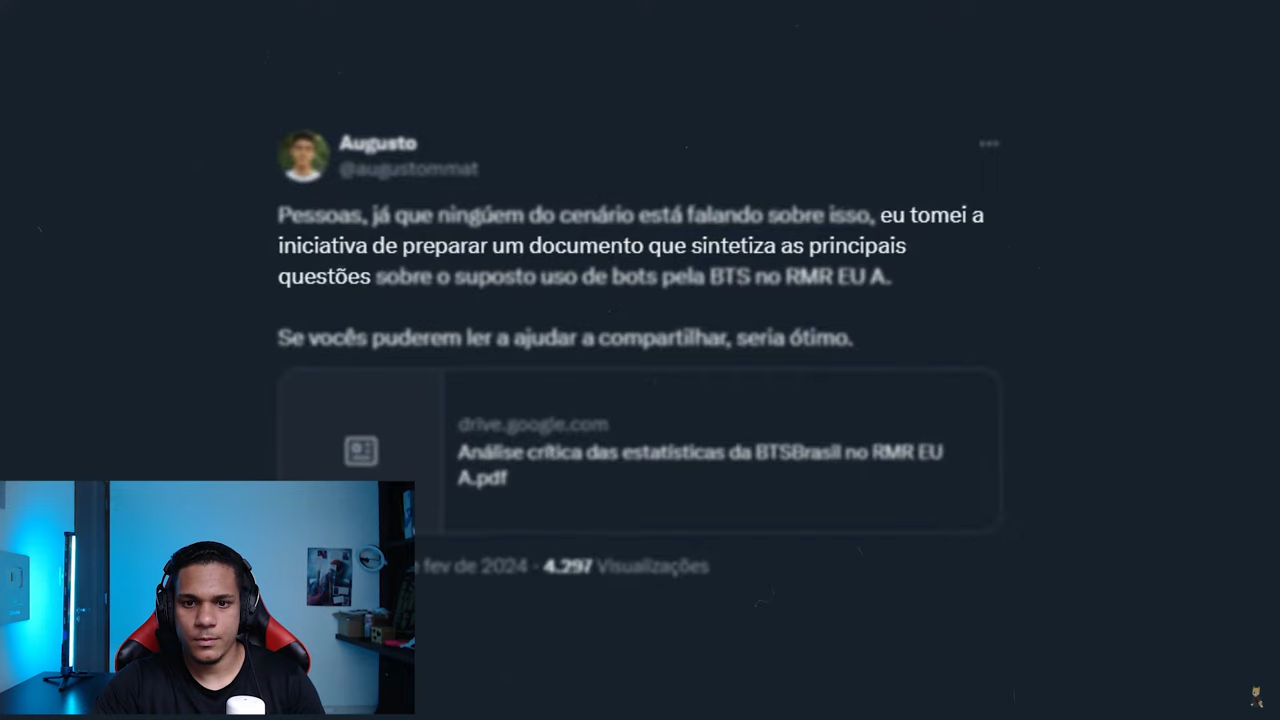 Augusto
@augustommat
Pessoas, já que ningúem do cenário está falando sobre isso, eu tomei a
iniciativa de preparar um documento que sintetiza as principais
questões sobre o suposto uso de bots pela BTS no RMR EU A.
Se vocês puderem ler a ajudar a compartilhar, seria ótimo.
drive.google.com
Análise crítica das estatísticas da BTSBrasil no RMR EU
A.pdf
fev de 2024 · 4.297 Visualizações